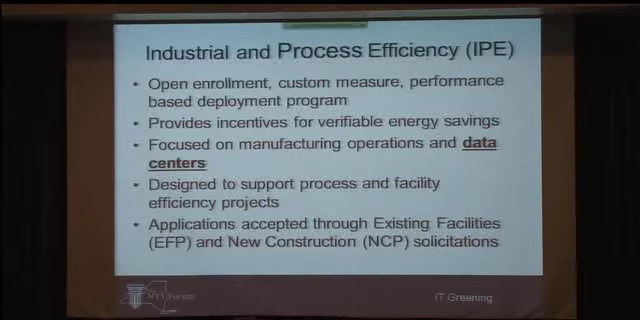 Industrial and Process Efficiency (IPE)
• Open enrollment, custom measure, performance
based deployment program
• Provides incentives for verifiable energy savings
• Focused on manufacturing operations and data
centers
• Designed to support process and facility
efficiency projects
• Applications accepted through Existing Facilities
(EFP) and New Construction (NCP) solicitations
NYS Forum
IT Greening